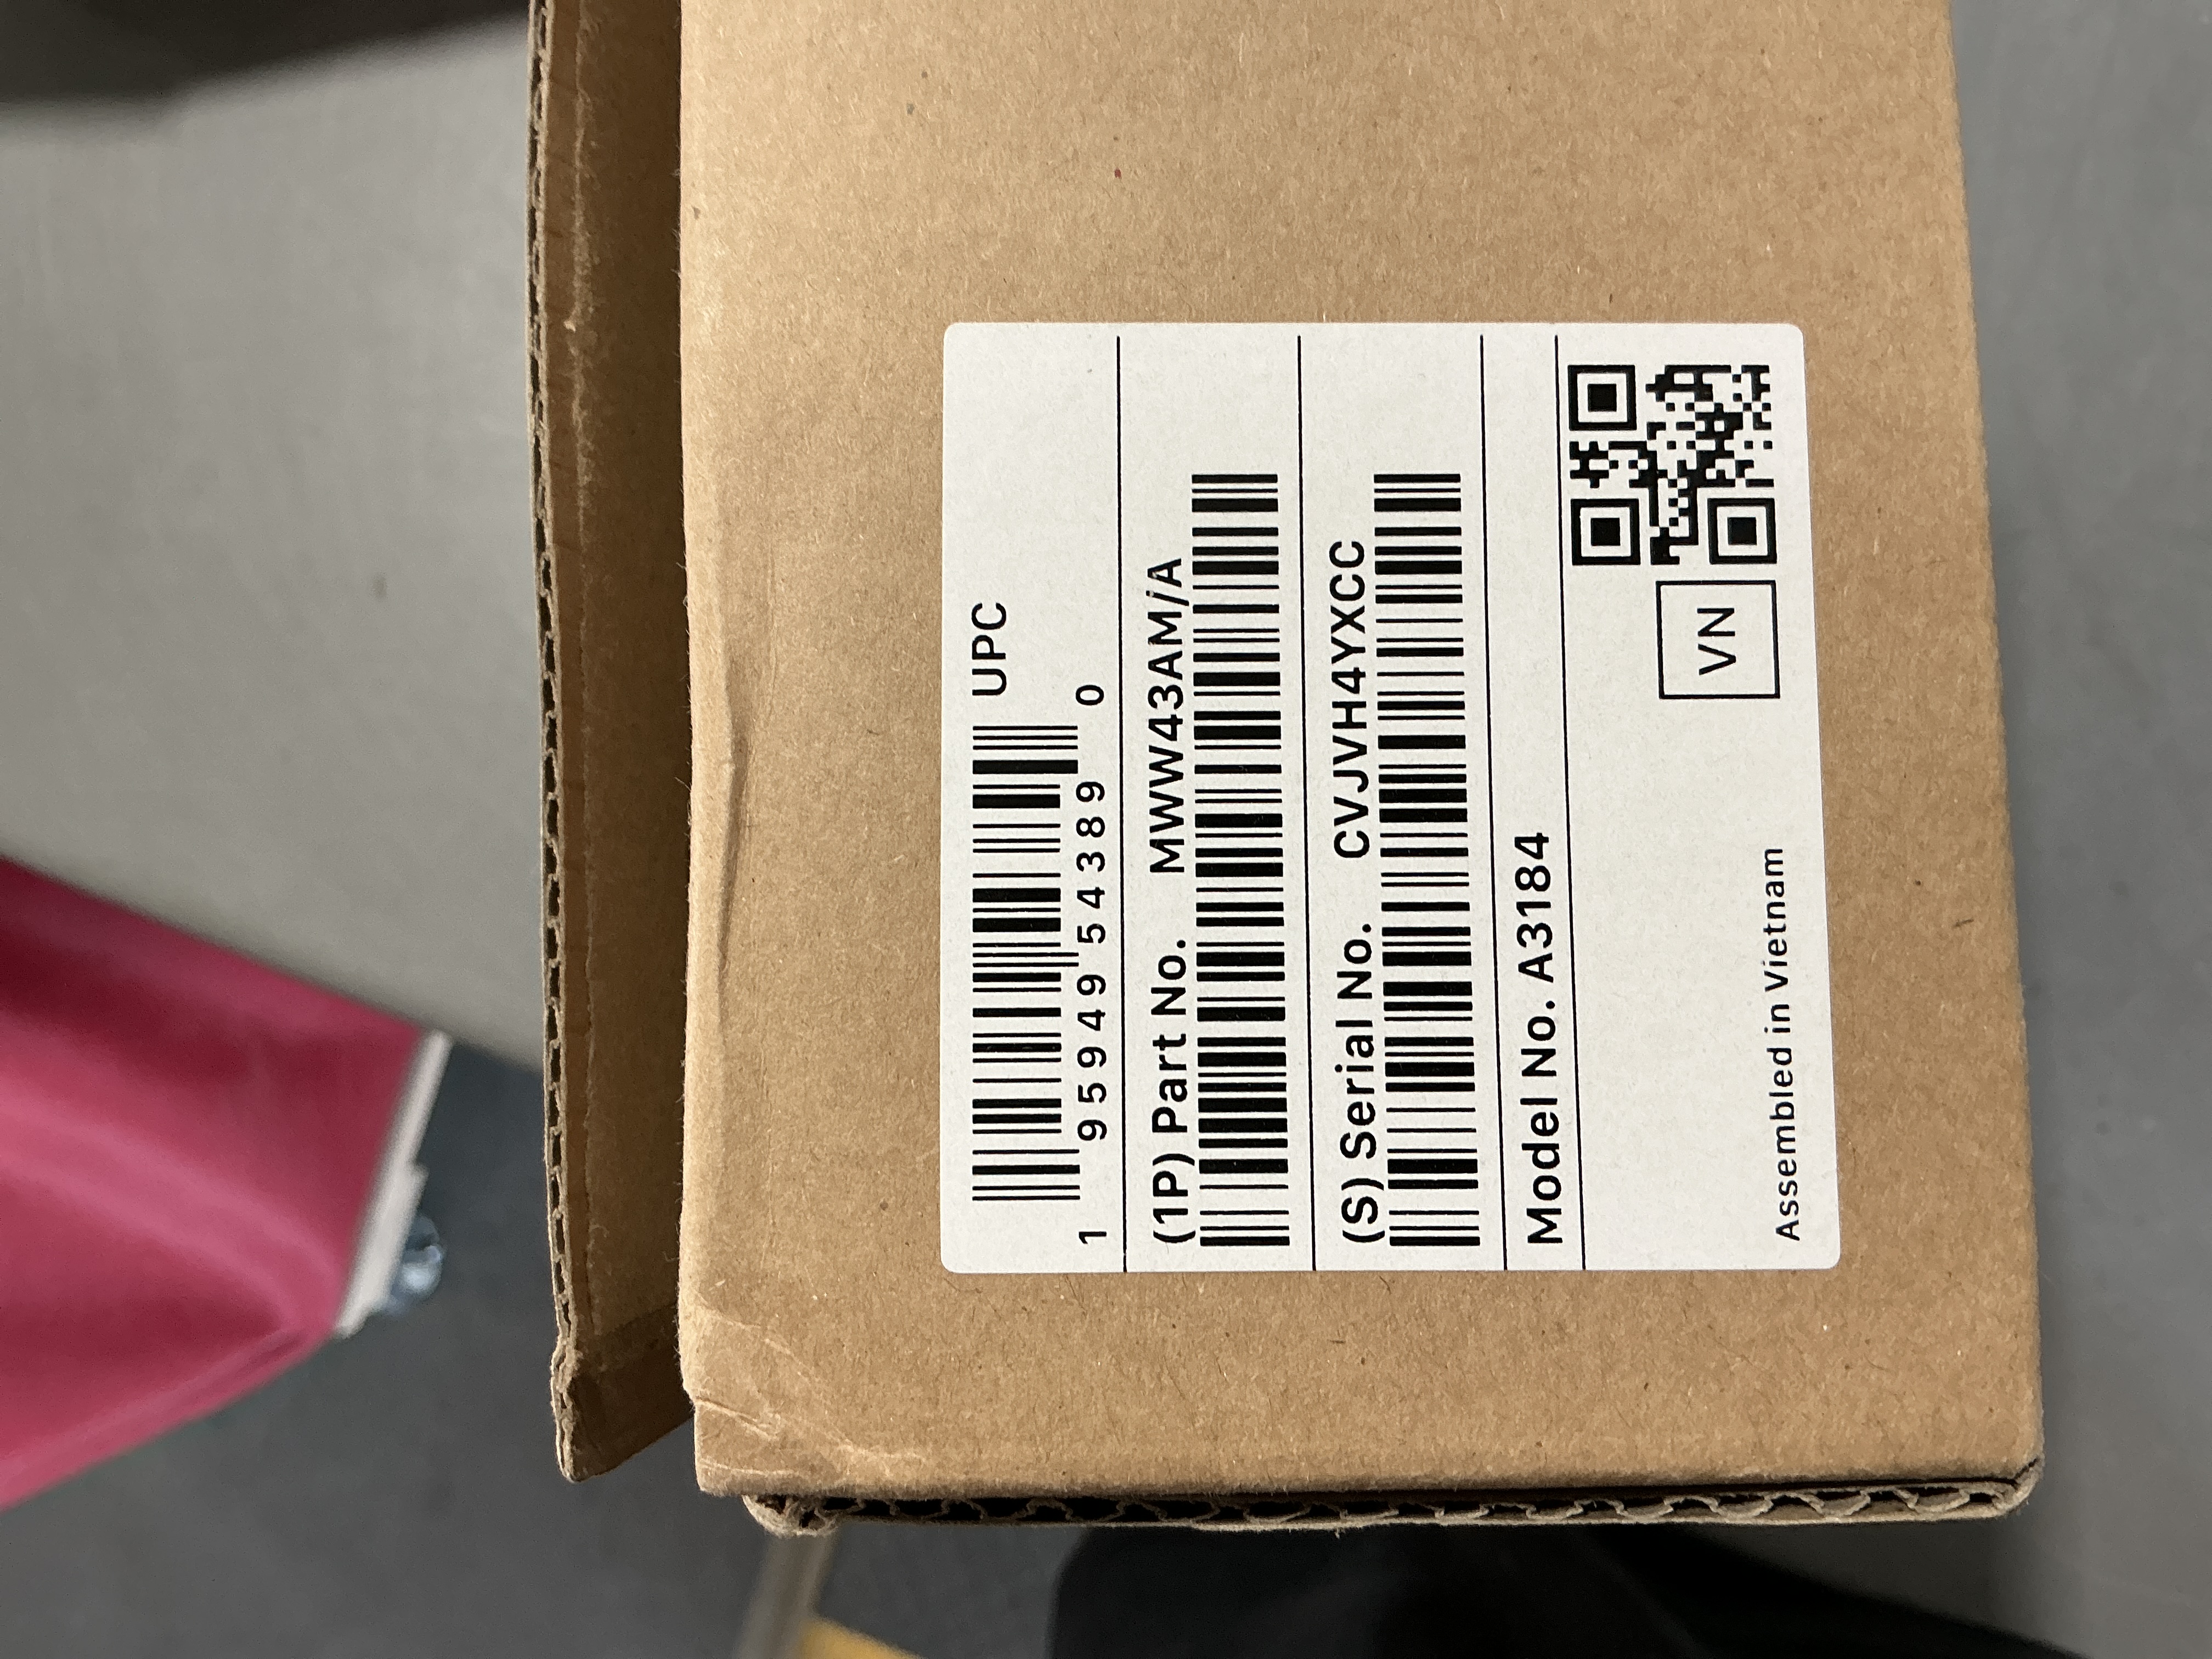 UPC
1 95949 54389 0
(1P) Part No. MWW43AM/A
(S) Serial No. CVJVH4YXCC
Model No. A3184
VN
Assembled in Vietnam